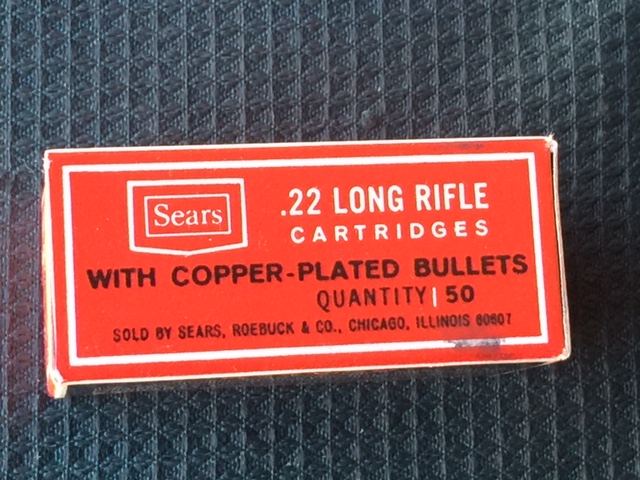 Sears
.22 LONG RIFLE
CARTRIDGES
WITH COPPER-PLATED BULLETS
QUANTITY | 50
SOLD BY SEARS, ROEBUCK & CO., CHICAGO, ILLINOIS 60607